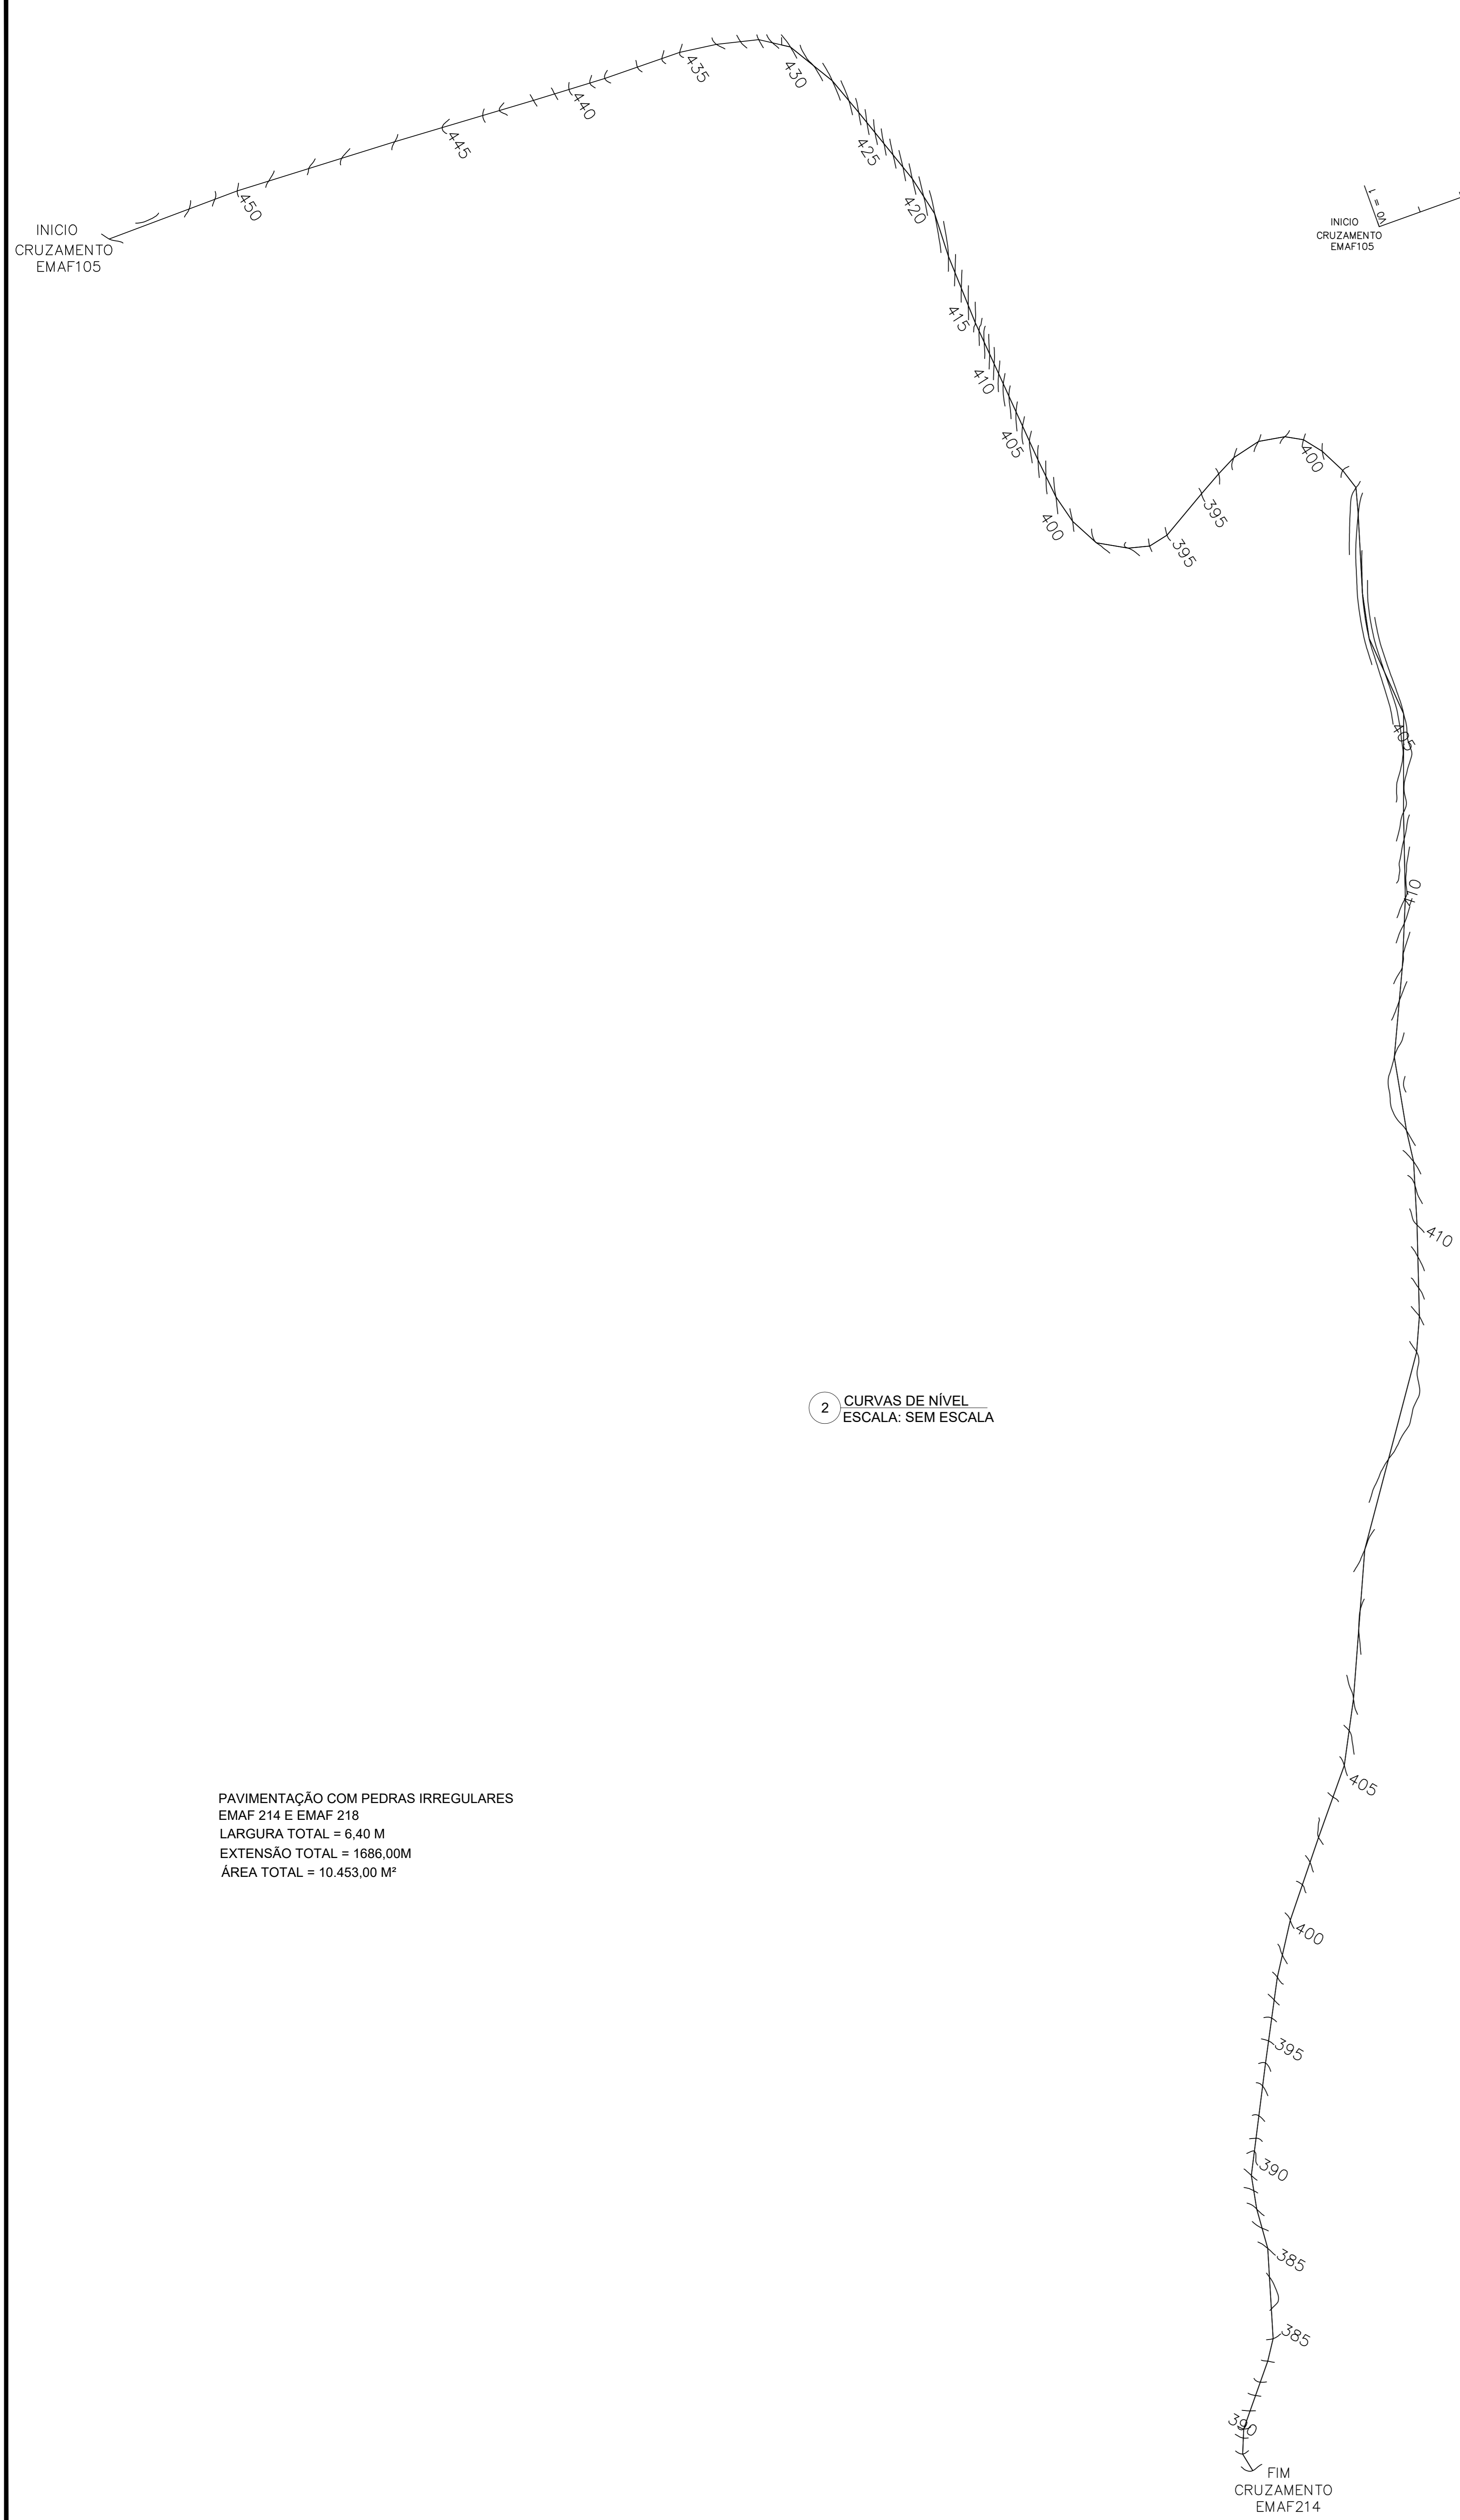 435
430
440
445
425
450
420
INICIO
CRUZAMENTO
EMAF105
L = 0M
INICIO
CRUZAMENTO
EMAF105
415
410
405
400
400
395
395
405
410
410
2
CURVAS DE NÍVEL
ESCALA: SEM ESCALA
405
PAVIMENTAÇÃO COM PEDRAS IRREGULARES
EMAF 214 E EMAF 218
LARGURA TOTAL = 6,40 M
EXTENSÃO TOTAL = 1686,00M
ÁREA TOTAL = 10.453,00 M²
400
395
390
385
385
390
FIM
CRUZAMENTO
EMAF214